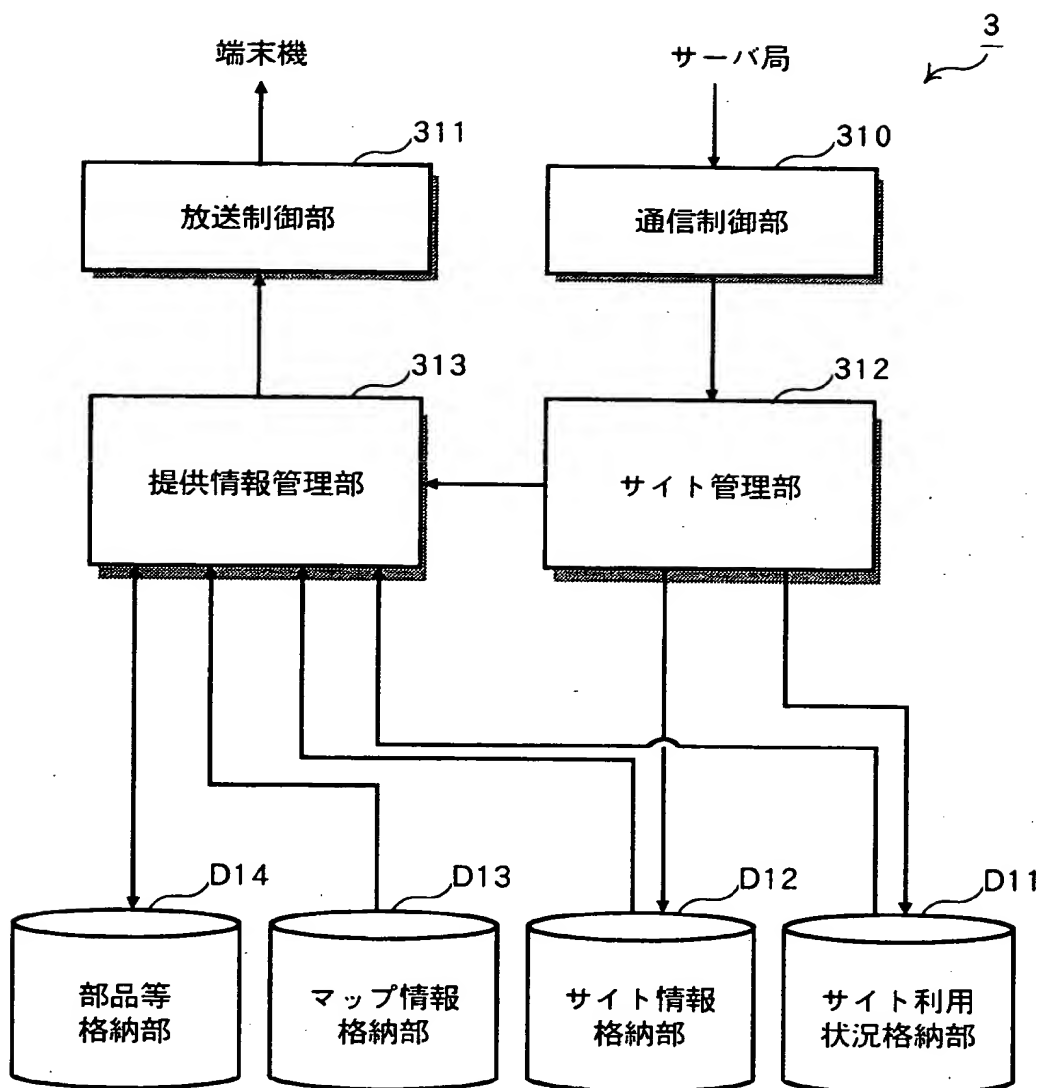 3
端末機
サーバ局
311
310
放送制御部
通信制御部
313
312
提供情報管理部
サイト管理部
D14
D13
D12
D11
部品等
格納部
マップ情報
格納部
サイト情報
格納部
サイト利用
状況格納部